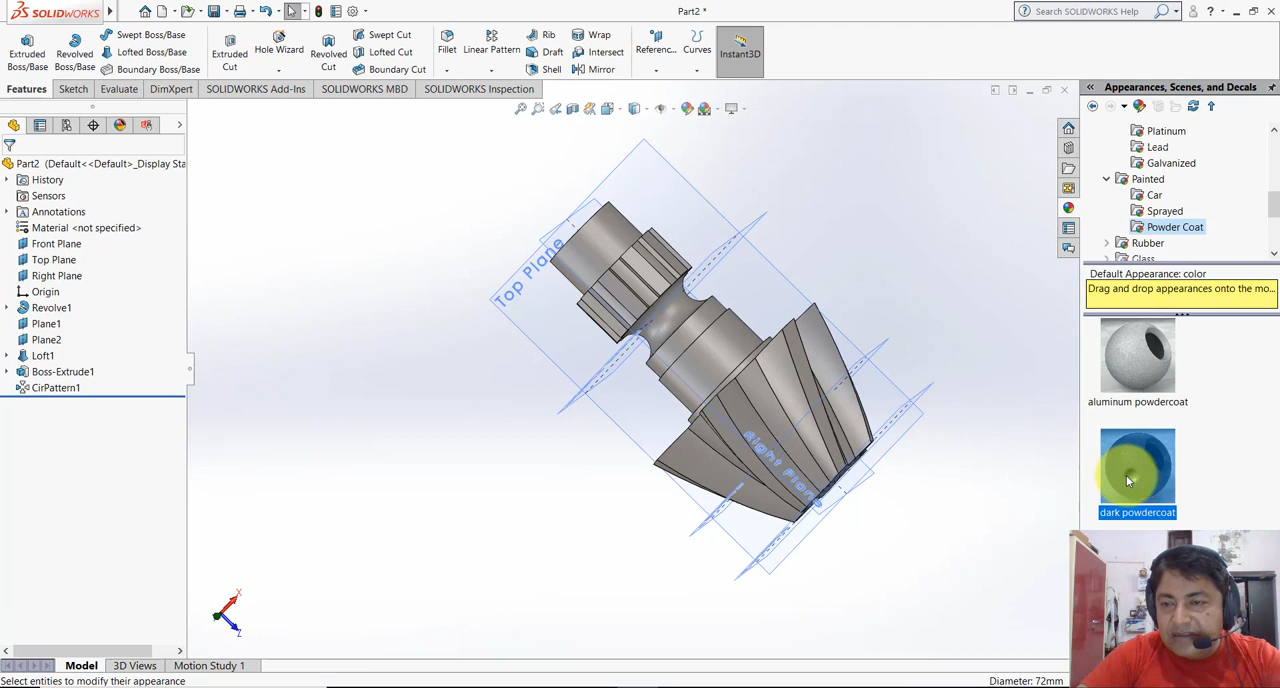 SOLIDWORKS
Part2 *
Search SOLIDWORKS Help
Extruded Boss/Base
Revolved Boss/Base
Swept Boss/Base
Lofted Boss/Base
Boundary Boss/Base
Extruded Cut
Hole Wizard
Revolved Cut
Swept Cut
Lofted Cut
Boundary Cut
Fillet
Linear Pattern
Rib
Draft
Shell
Wrap
Intersect
Mirror
Referenc...
Curves
Instant3D
Features
Sketch
Evaluate
DimXpert
SOLIDWORKS Add-Ins
SOLIDWORKS MBD
SOLIDWORKS Inspection
Part2 (Default<<Default>_Display Sta
History
Sensors
Annotations
Material <not specified>
Front Plane
Top Plane
Right Plane
Origin
Revolve1
Plane1
Plane2
Loft1
Boss-Extrude1
CirPattern1
Top Plane
Right Plane
X
Z
Appearances, Scenes, and Decals
Platinum
Lead
Galvanized
Painted
Car
Sprayed
Powder Coat
Rubber
Glass
Default Appearance: color
Drag and drop appearances onto the mo...
aluminum powdercoat
dark powdercoat
Model
3D Views
Motion Study 1
Select entities to modify their appearance
Diameter: 72mm